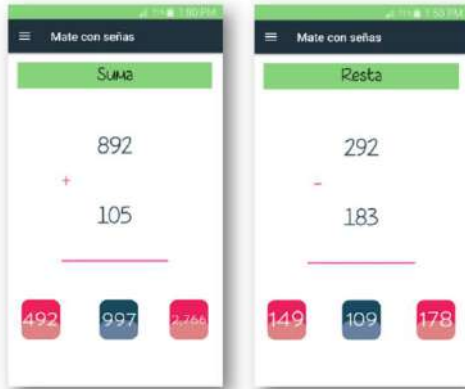 Mate con señas
Suma
892
+
105
492 997 2,766
Mate con señas
Resta
292
-
183
149 109 178